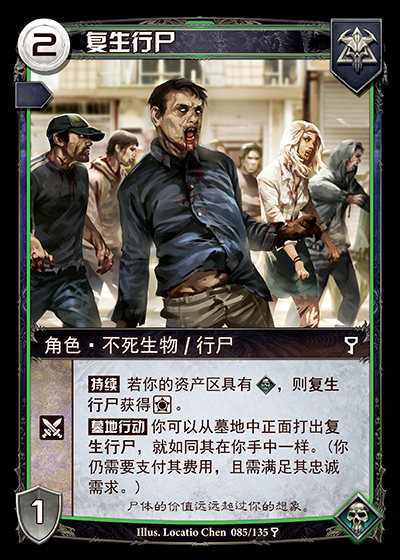 2 复生行尸
角色·不死生物/行尸
持续 若你的资产区具有，则复生
行尸获得。
墓地行动 你可以从墓地中正面打出复
生行尸，就如同其在你手中一样。（你
仍需要支付其费用，且需满足其忠诚
需求。）
尸体的价值远远超过你的想象。
1
Illus. Locatio Chen 085/135